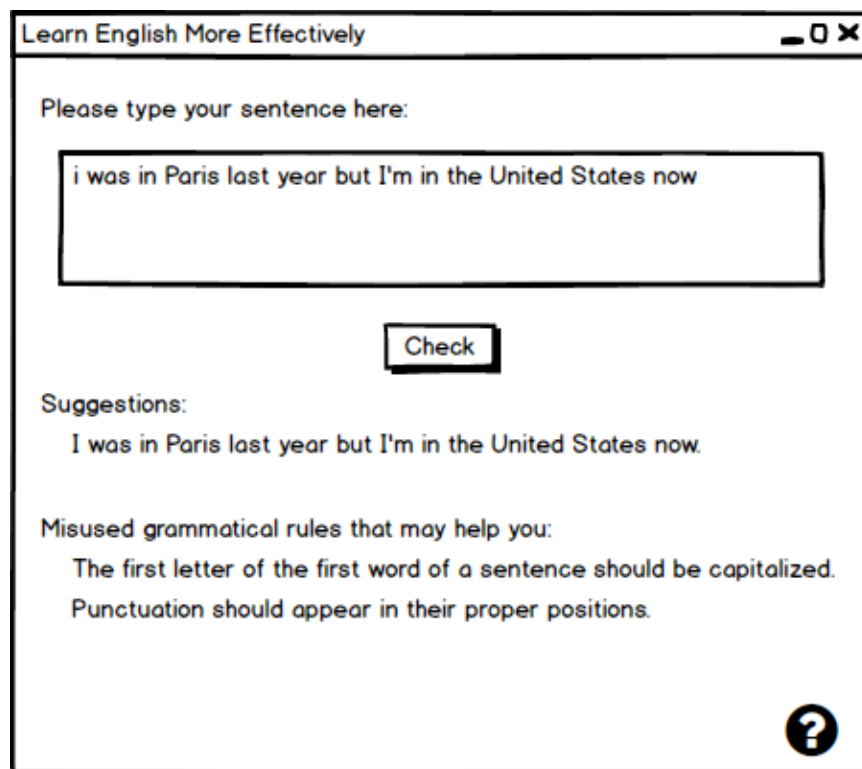 Learn English More Effectively
Please type your sentence here:
i was in Paris last year but I'm in the United States now
Check
Suggestions:
I was in Paris last year but I'm in the United States now.
Misused grammatical rules that may help you:
The first letter of the first word of a sentence should be capitalized.
Punctuation should appear in their proper positions.
?